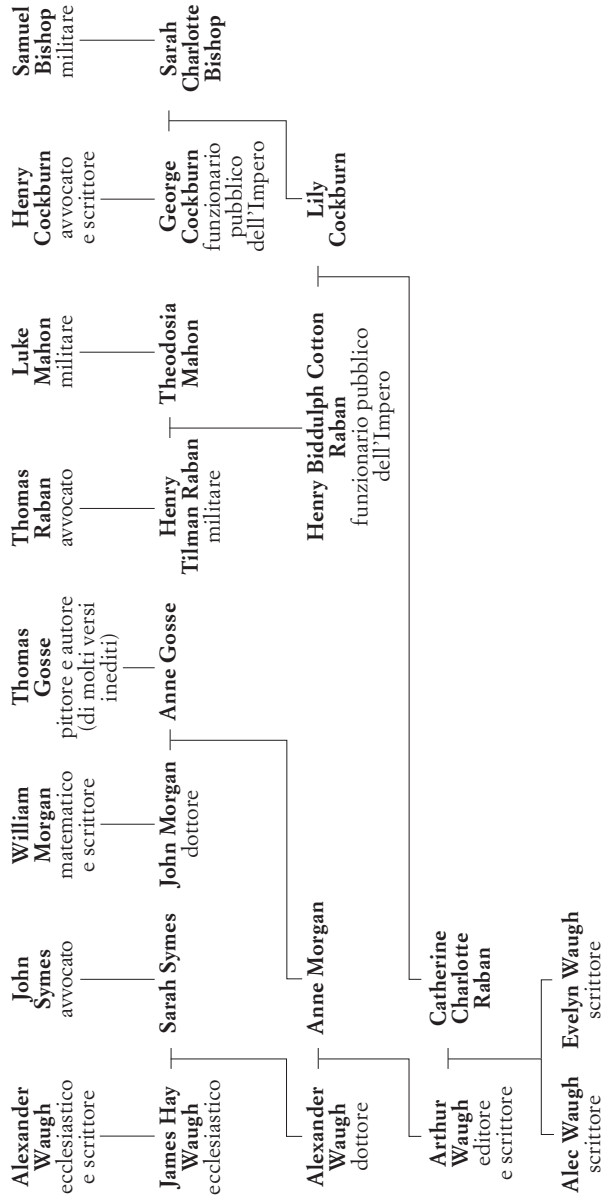 Alexander
Waugh
ecclesiastico
e scrittore
John
Symes
avvocato
William
Morgan
matematico
e scrittore
Thomas
Gosse
pittore e autore
(di molti versi
inediti)
Thomas
Raban
avvocato
Luke
Mahon
militare
Henry
Cockburn
avvocato
e scrittore
Samuel
Bishop
militare
James Hay
Waugh
ecclesiastico
Sarah Symes
John Morgan
dottore
Anne Gosse
Henry
Tilman Raban
militare
Theodosia
Mahon
George
Cockburn
funzionario
pubblico
dell'Impero
Sarah
Charlotte
Bishop
Alexander
Waugh
dottore
Anne Morgan
Henry Biddulph Cotton
Raban
funzionario pubblico
dell'Impero
Lily
Cockburn
Arthur
Waugh
editore
e scrittore
Catherine
Charlotte
Raban
Alec Waugh
scrittore
Evelyn Waugh
scrittore